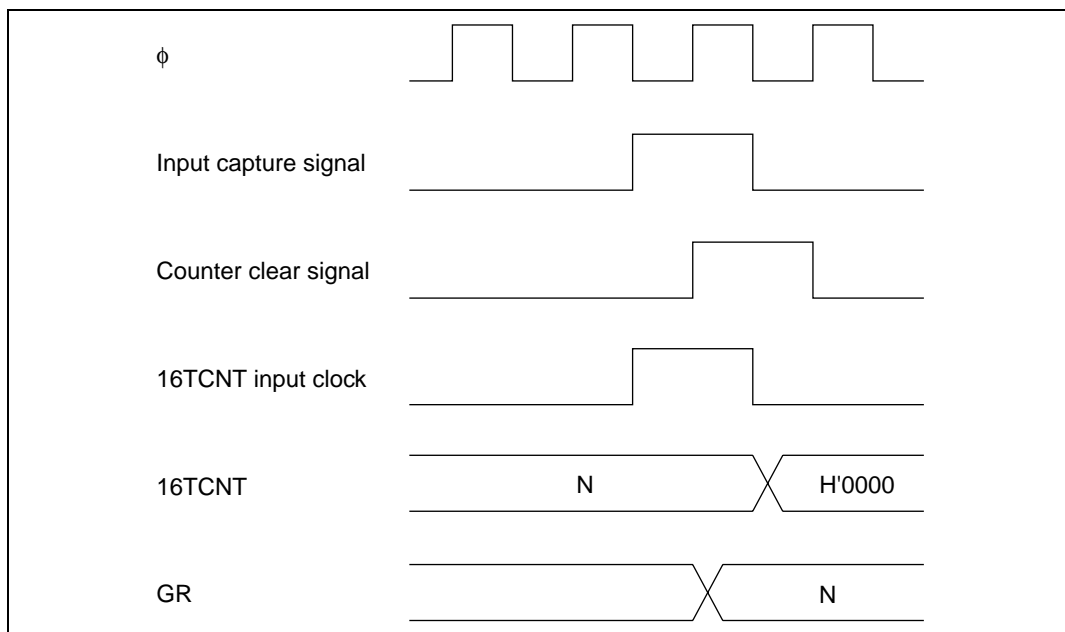 ϕ
Input capture signal
Counter clear signal
16TCNT input clock
16TCNT N H'0000
GR N